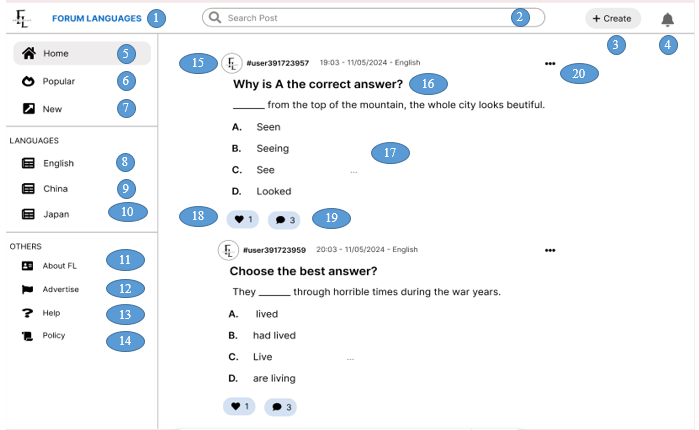 FL FORUM LANGUAGES 1 Search Post 2 + Create
3 4
Home 5
Popular 6
New 7
LANGUAGES
English 8
China 9
Japan 10
OTHERS
About FL 11
Advertise 12
Help 13
Policy 14
15 FL #user391723957 19:03 - 11/05/2024 - English •••
20
Why is A the correct answer? 16
______ from the top of the mountain, the whole city looks beutiful.
A. Seen
B. Seeing 17
C. See ...
D. Looked
18 1 3 19
FL #user391723959 20:03 - 11/05/2024 - English •••
Choose the best answer?
They ______ through horrible times during the war years.
A. lived
B. had lived
C. Live ...
D. are living
1 3